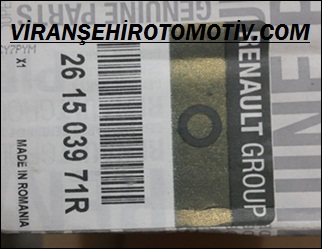 VİRANŞEHİROTOMOTİV.COM
GENUINE PARTS
X1
26 15 039 71R
MADE IN ROMANIA
RENAULT GROUP